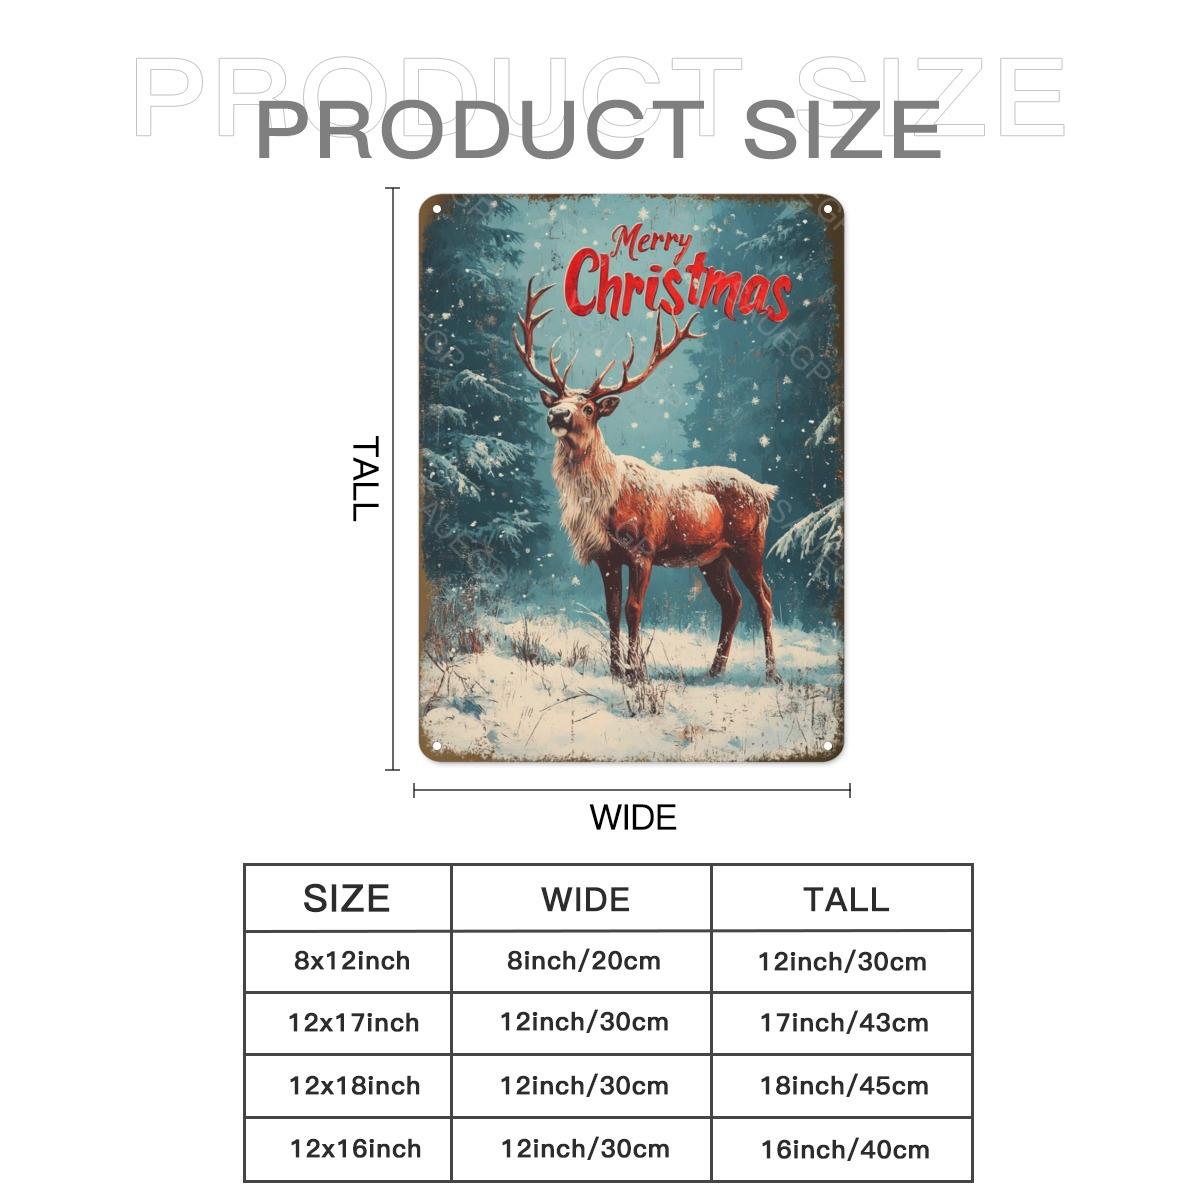 PRODUCT SIZE
PRODUCT SIZE
Merry
Christmas
TALL
WIDE
SIZE WIDE TALL
8x12inch 8inch/20cm 12inch/30cm
12x17inch 12inch/30cm 17inch/43cm
12x18inch 12inch/30cm 18inch/45cm
12x16inch 12inch/30cm 16inch/40cm